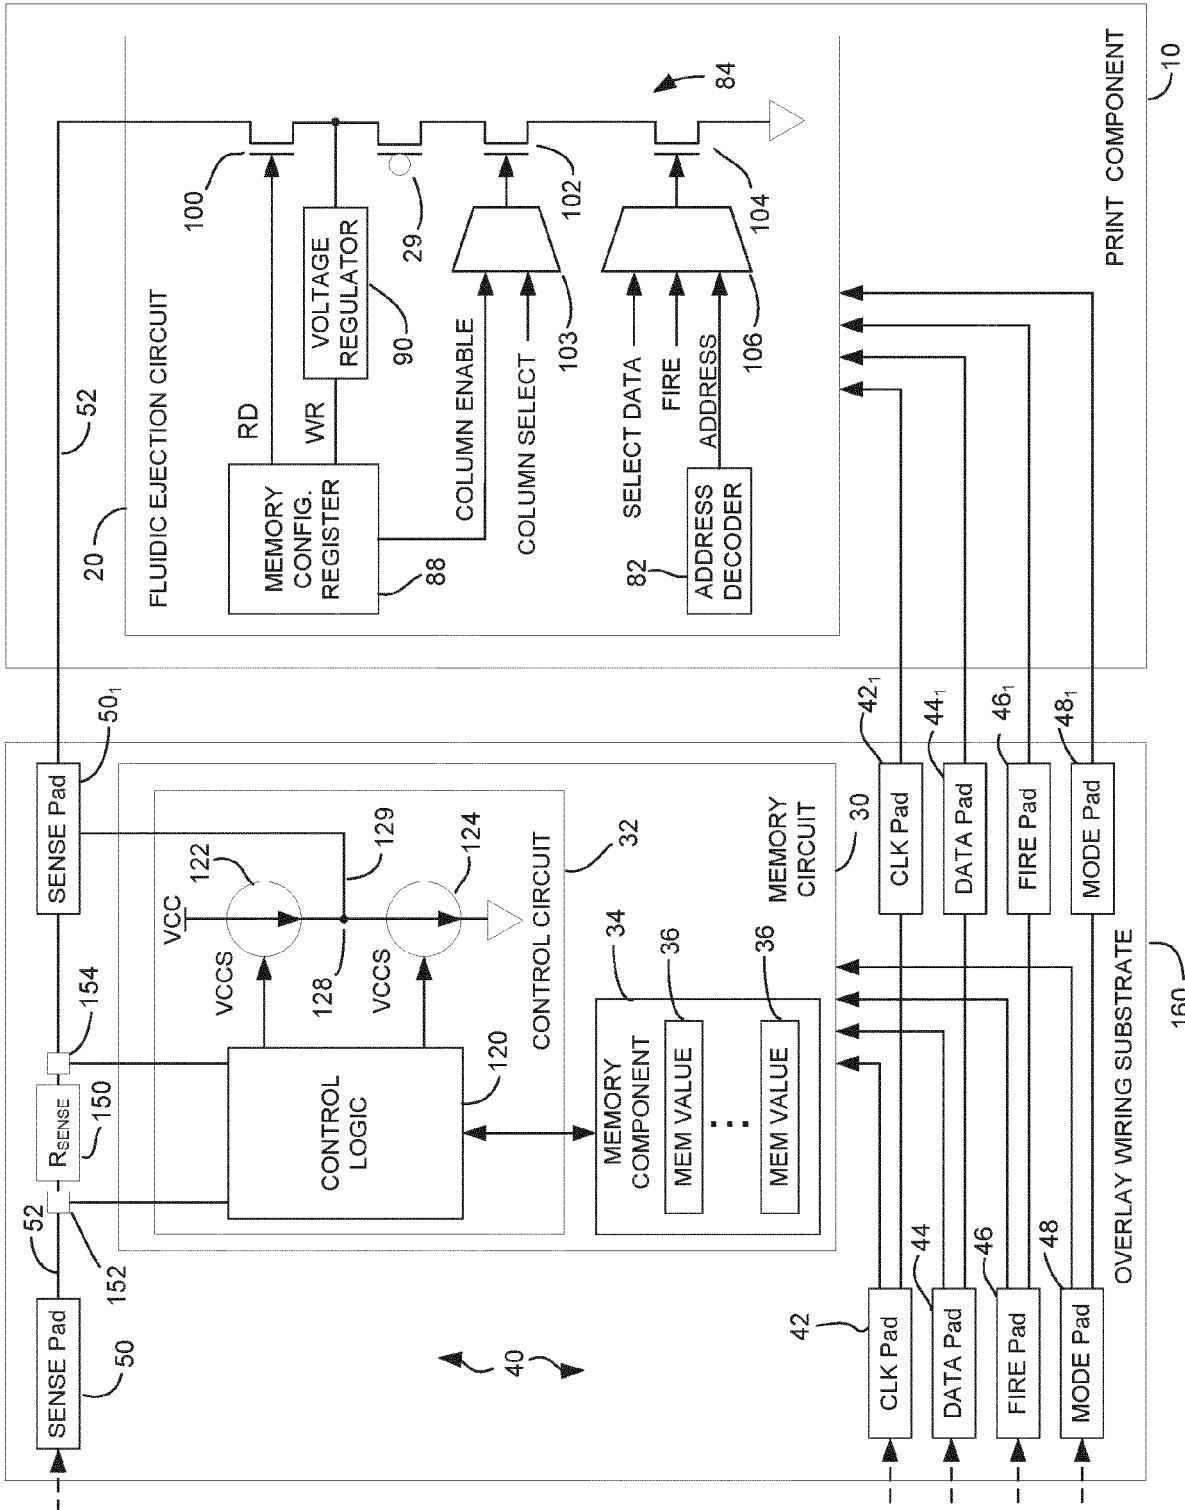 SENSE Pad
50
52
152
R_SENSE
150
154
SENSE Pad
50₁
52
VCC
VCCS
122
128
129
VCCS
124
CONTROL
LOGIC
120
CONTROL CIRCUIT
32
MEMORY
COMPONENT
34
MEM VALUE
36
MEM VALUE
36
MEMORY
CIRCUIT
30
40
CLK Pad
42
DATA Pad
44
FIRE Pad
46
MODE Pad
48
CLK Pad
42₁
DATA Pad
44₁
FIRE Pad
46₁
MODE Pad
48₁
OVERLAY WIRING SUBSTRATE
160
20
FLUIDIC EJECTION CIRCUIT
MEMORY
CONFIG.
REGISTER
88
RD
WR
100
VOLTAGE
REGULATOR
90
29
COLUMN ENABLE
COLUMN SELECT
103
102
SELECT DATA
FIRE
ADDRESS
ADDRESS
DECODER
82
106
104
84
PRINT COMPONENT
10